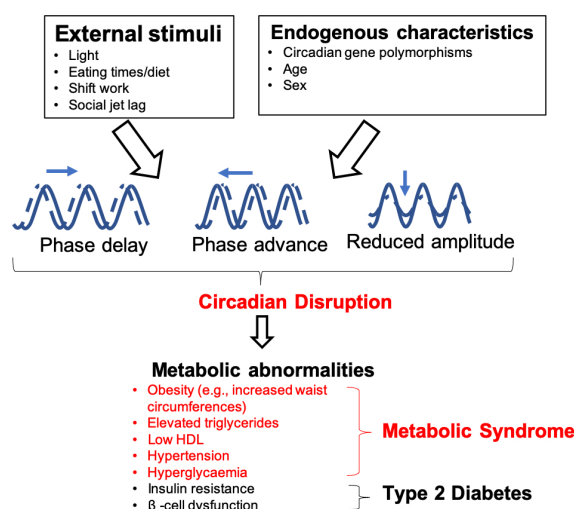 External stimuli
• Light
• Eating times/diet
• Shift work
• Social jet lag
Endogenous characteristics
• Circadian gene polymorphisms
• Age
• Sex
Phase delay
Phase advance
Reduced amplitude
Circadian Disruption
Metabolic abnormalities
• Obesity (e.g., increased waist
circumferences)
• Elevated triglycerides
• Low HDL
• Hypertension
• Hyperglycaemia
Metabolic Syndrome
• Insulin resistance
• β -cell dysfunction
Type 2 Diabetes